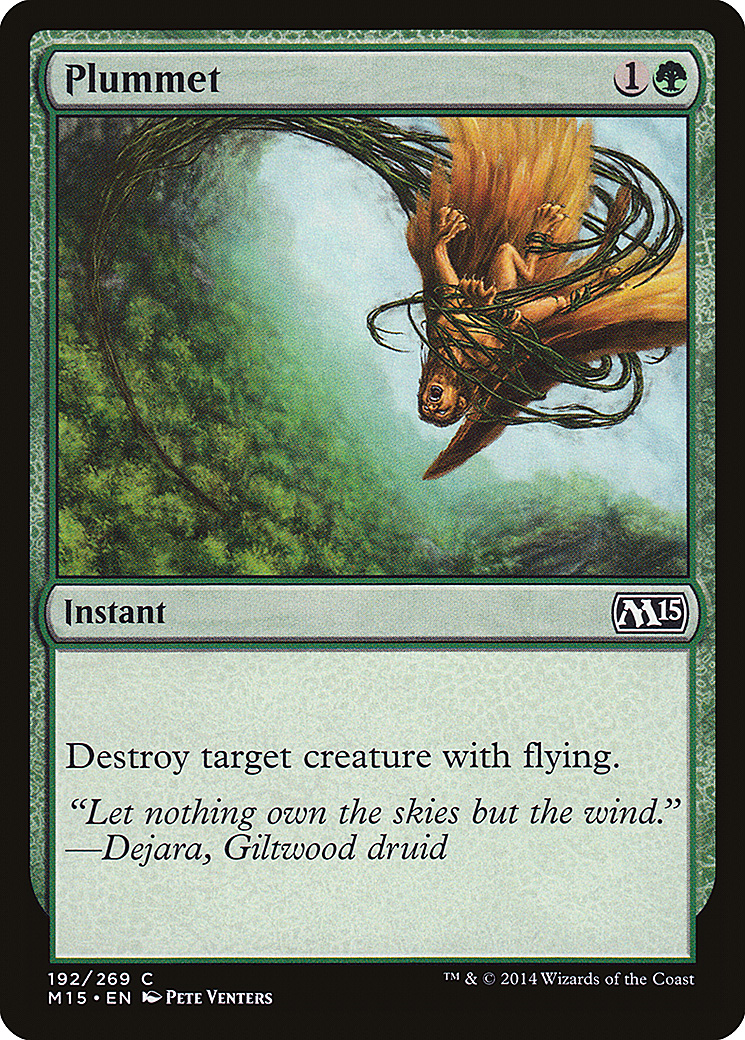 Plummet 1
Instant M15
Destroy target creature with flying.
“Let nothing own the skies but the wind.”
—Dejara, Giltwood druid
192/269 C ™ & © 2014 Wizards of the Coast
M15 • EN Pete Venters